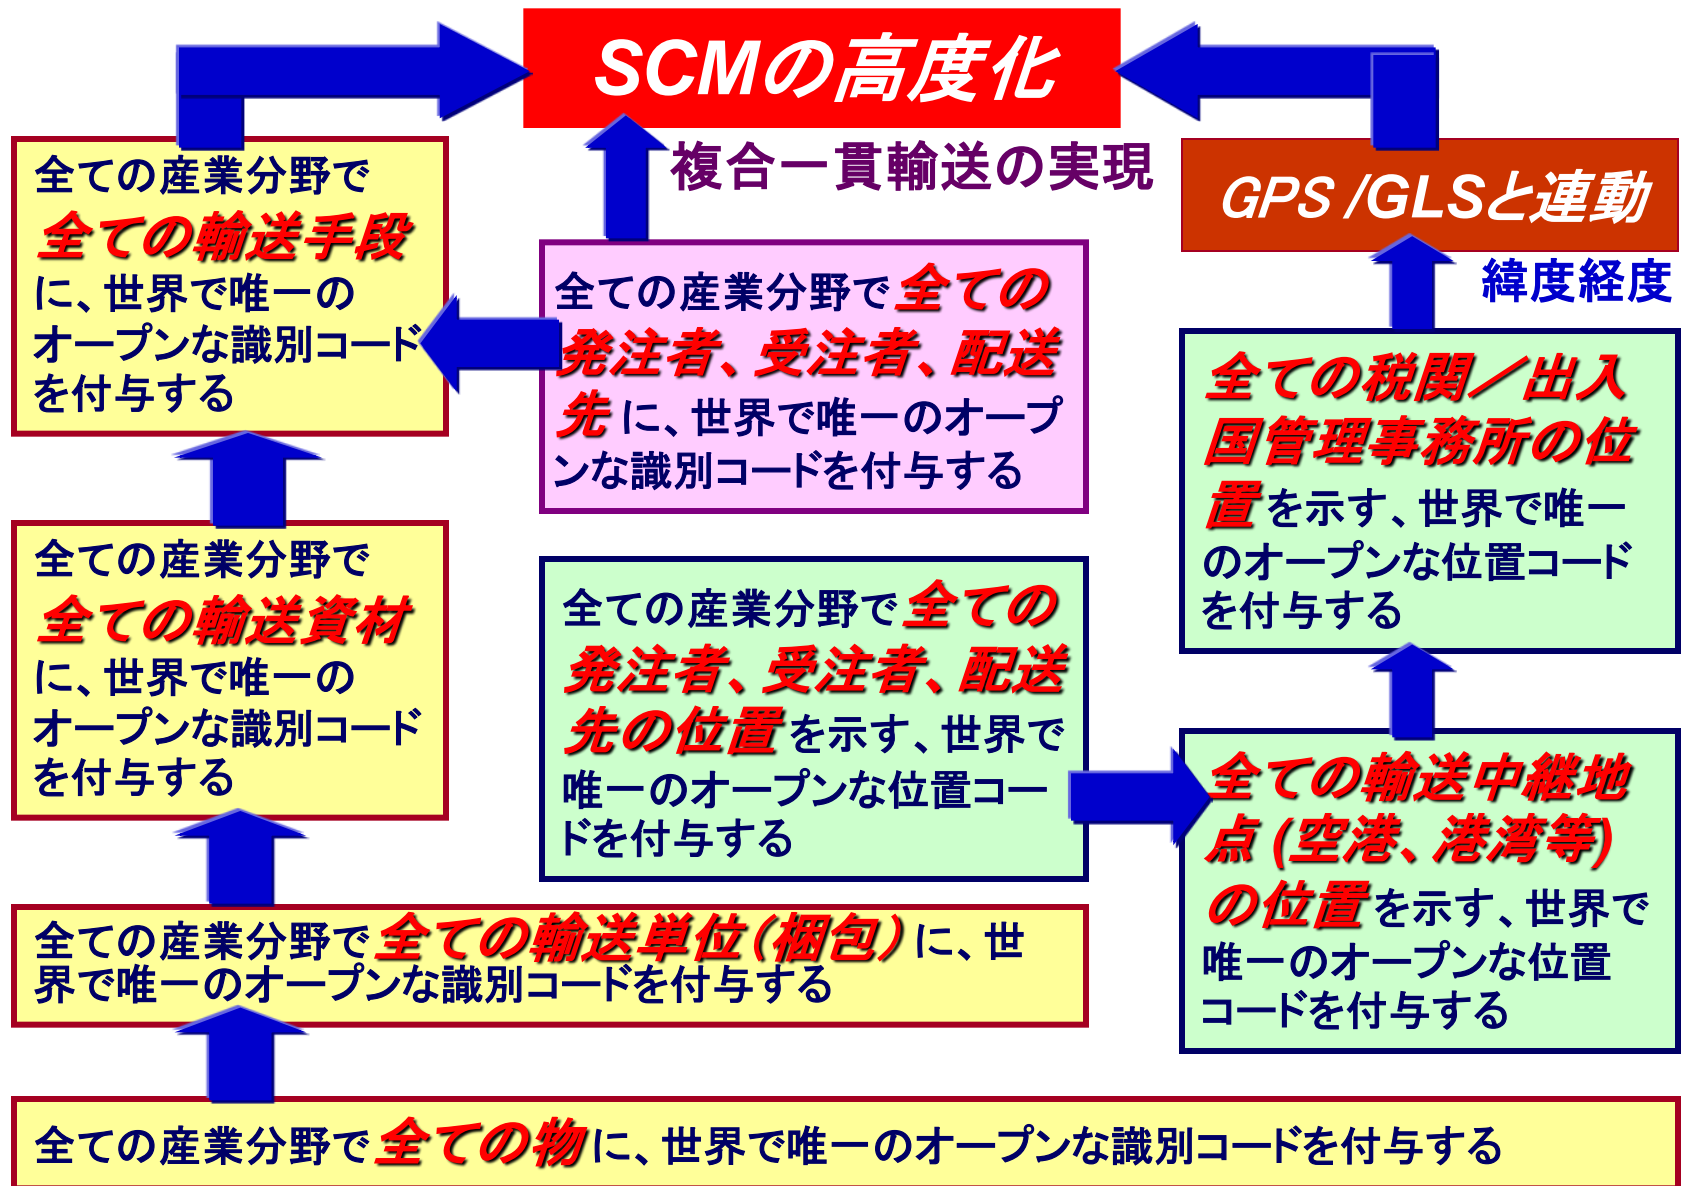 SCMの高度化
複合一貫輸送の実現
全ての産業分野で
全ての輸送手段
に、世界で唯一の
オープンな識別コード
を付与する
全ての産業分野で全ての
発注者、受注者、配送
先に、世界で唯一のオープ
ンな識別コードを付与する
GPS/GLSと連動
緯度経度
全ての税関／出入
国管理事務所の位
置を示す、世界で唯一
のオープンな位置コード
を付与する
全ての産業分野で
全ての輸送資材
に、世界で唯一の
オープンな識別コード
を付与する
全ての産業分野で全ての
発注者、受注者、配送
先の位置を示す、世界で
唯一のオープンな位置コー
ドを付与する
全ての輸送中継地
点(空港、港湾等)
の位置を示す、世界で
唯一のオープンな位置
コードを付与する
全ての産業分野で全ての輸送単位(梱包)に、世
界で唯一のオープンな識別コードを付与する
全ての産業分野で全ての物に、世界で唯一のオープンな識別コードを付与する